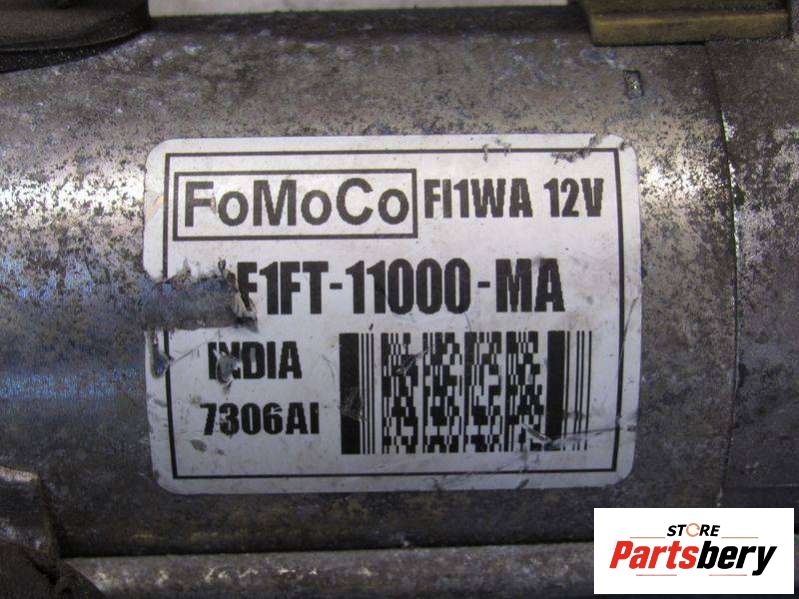 FoMoCo FI1WA 12V
F1FT-11000-MA
INDIA
7306AI
STORE
Partsbery